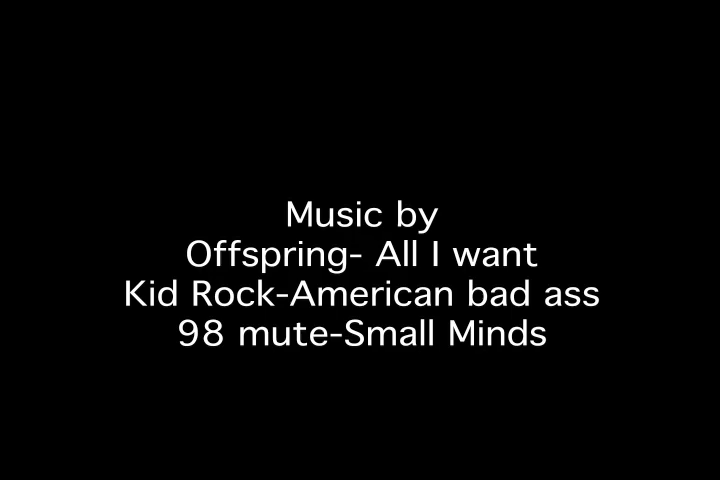 Music by
Offspring- All I want
Kid Rock-American bad ass
98 mute-Small Minds